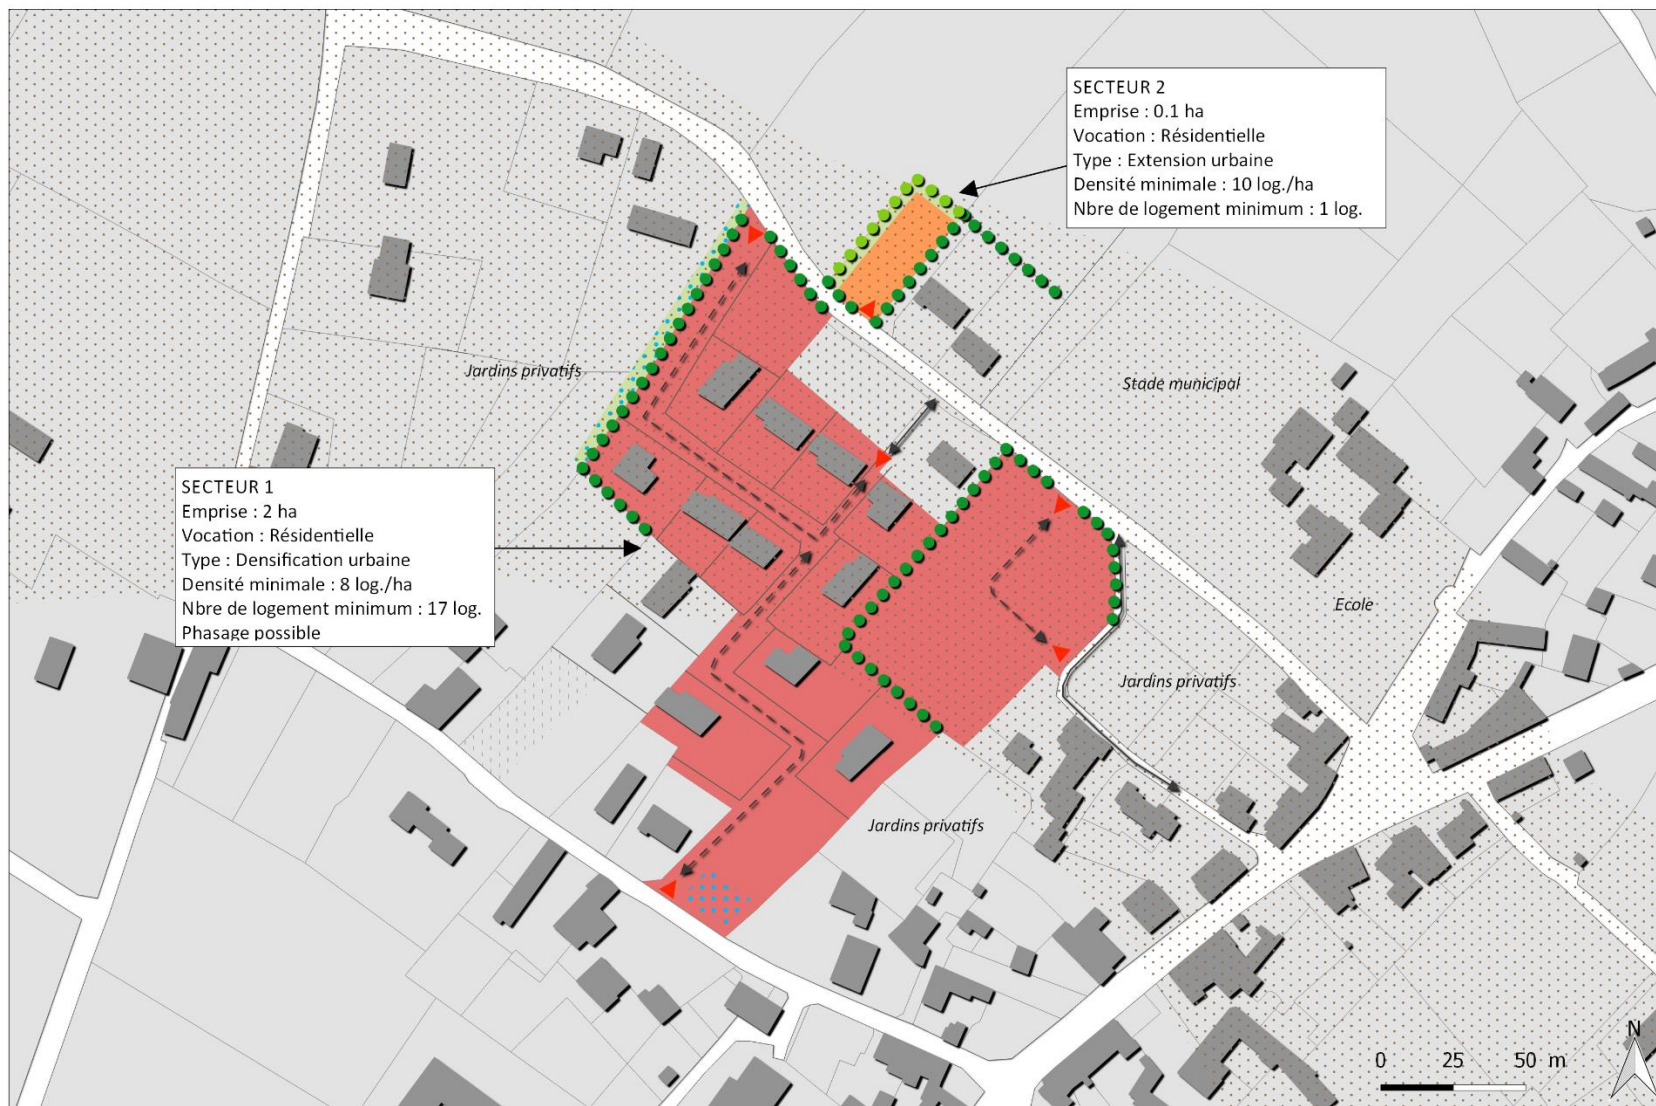 SECTEUR 2
Emprise : 0.1 ha
Vocation : Résidentielle
Type : Extension urbaine
Densité minimale : 10 log./ha
Nbre de logement minimum : 1 log.
Jardins privatifs
Stade municipal
SECTEUR 1
Emprise : 2 ha
Vocation : Résidentielle
Type : Densification urbaine
Densité minimale : 8 log./ha
Nbre de logement minimum : 17 log.
Phasage possible
Ecole
Jardins privatifs
Jardins privatifs
N
0 25 50 m